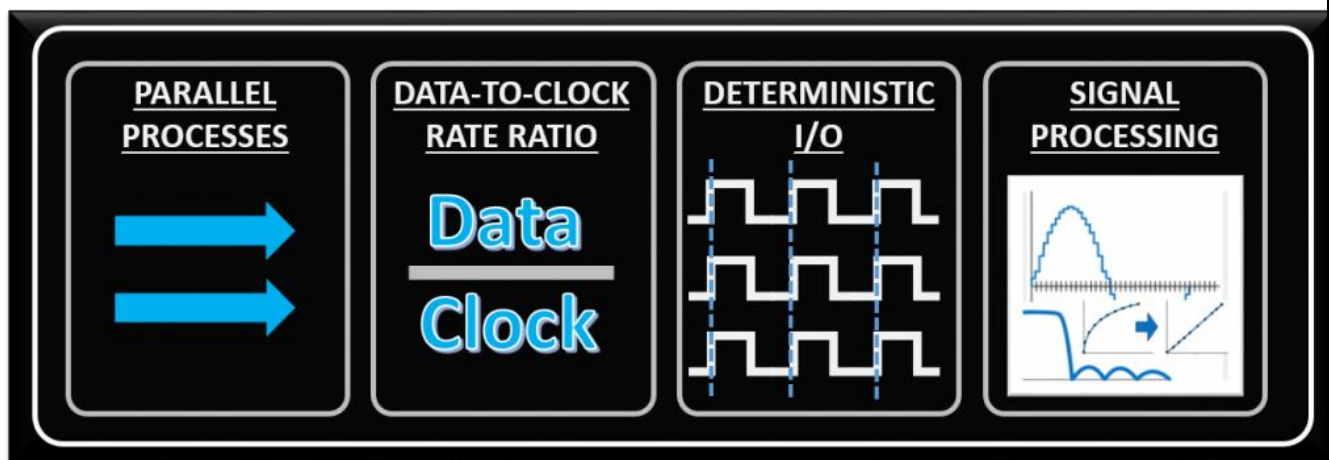 PARALLEL
PROCESSES
DATA-TO-CLOCK
RATE RATIO
Data
Clock
DETERMINISTIC
I/O
SIGNAL
PROCESSING